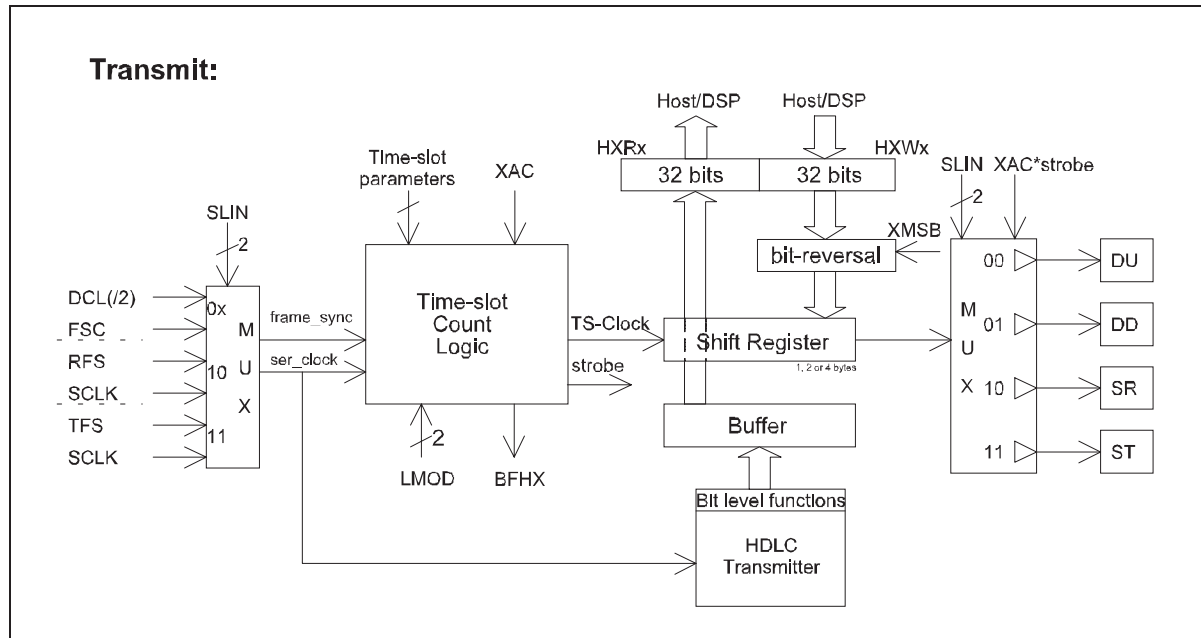 Transmit:
Host/DSP
Host/DSP
HXRx
HXWx
32 bits
32 bits
Time-slot
parameters
XAC
SLIN
XAC*strobe
2
SLIN
2
XMSB
bit-reversal
DCL(/2)
FSC
RFS
SCLK
TFS
SCLK
0x
10
11
M
U
X
frame_sync
ser_clock
Time-slot
Count
Logic
TS-Clock
strobe
Shift Register
1, 2 or 4 bytes
M
U
X
00
01
10
11
DU
DD
SR
ST
2
LMOD
BFHX
Buffer
Bit level functions
HDLC
Transmitter